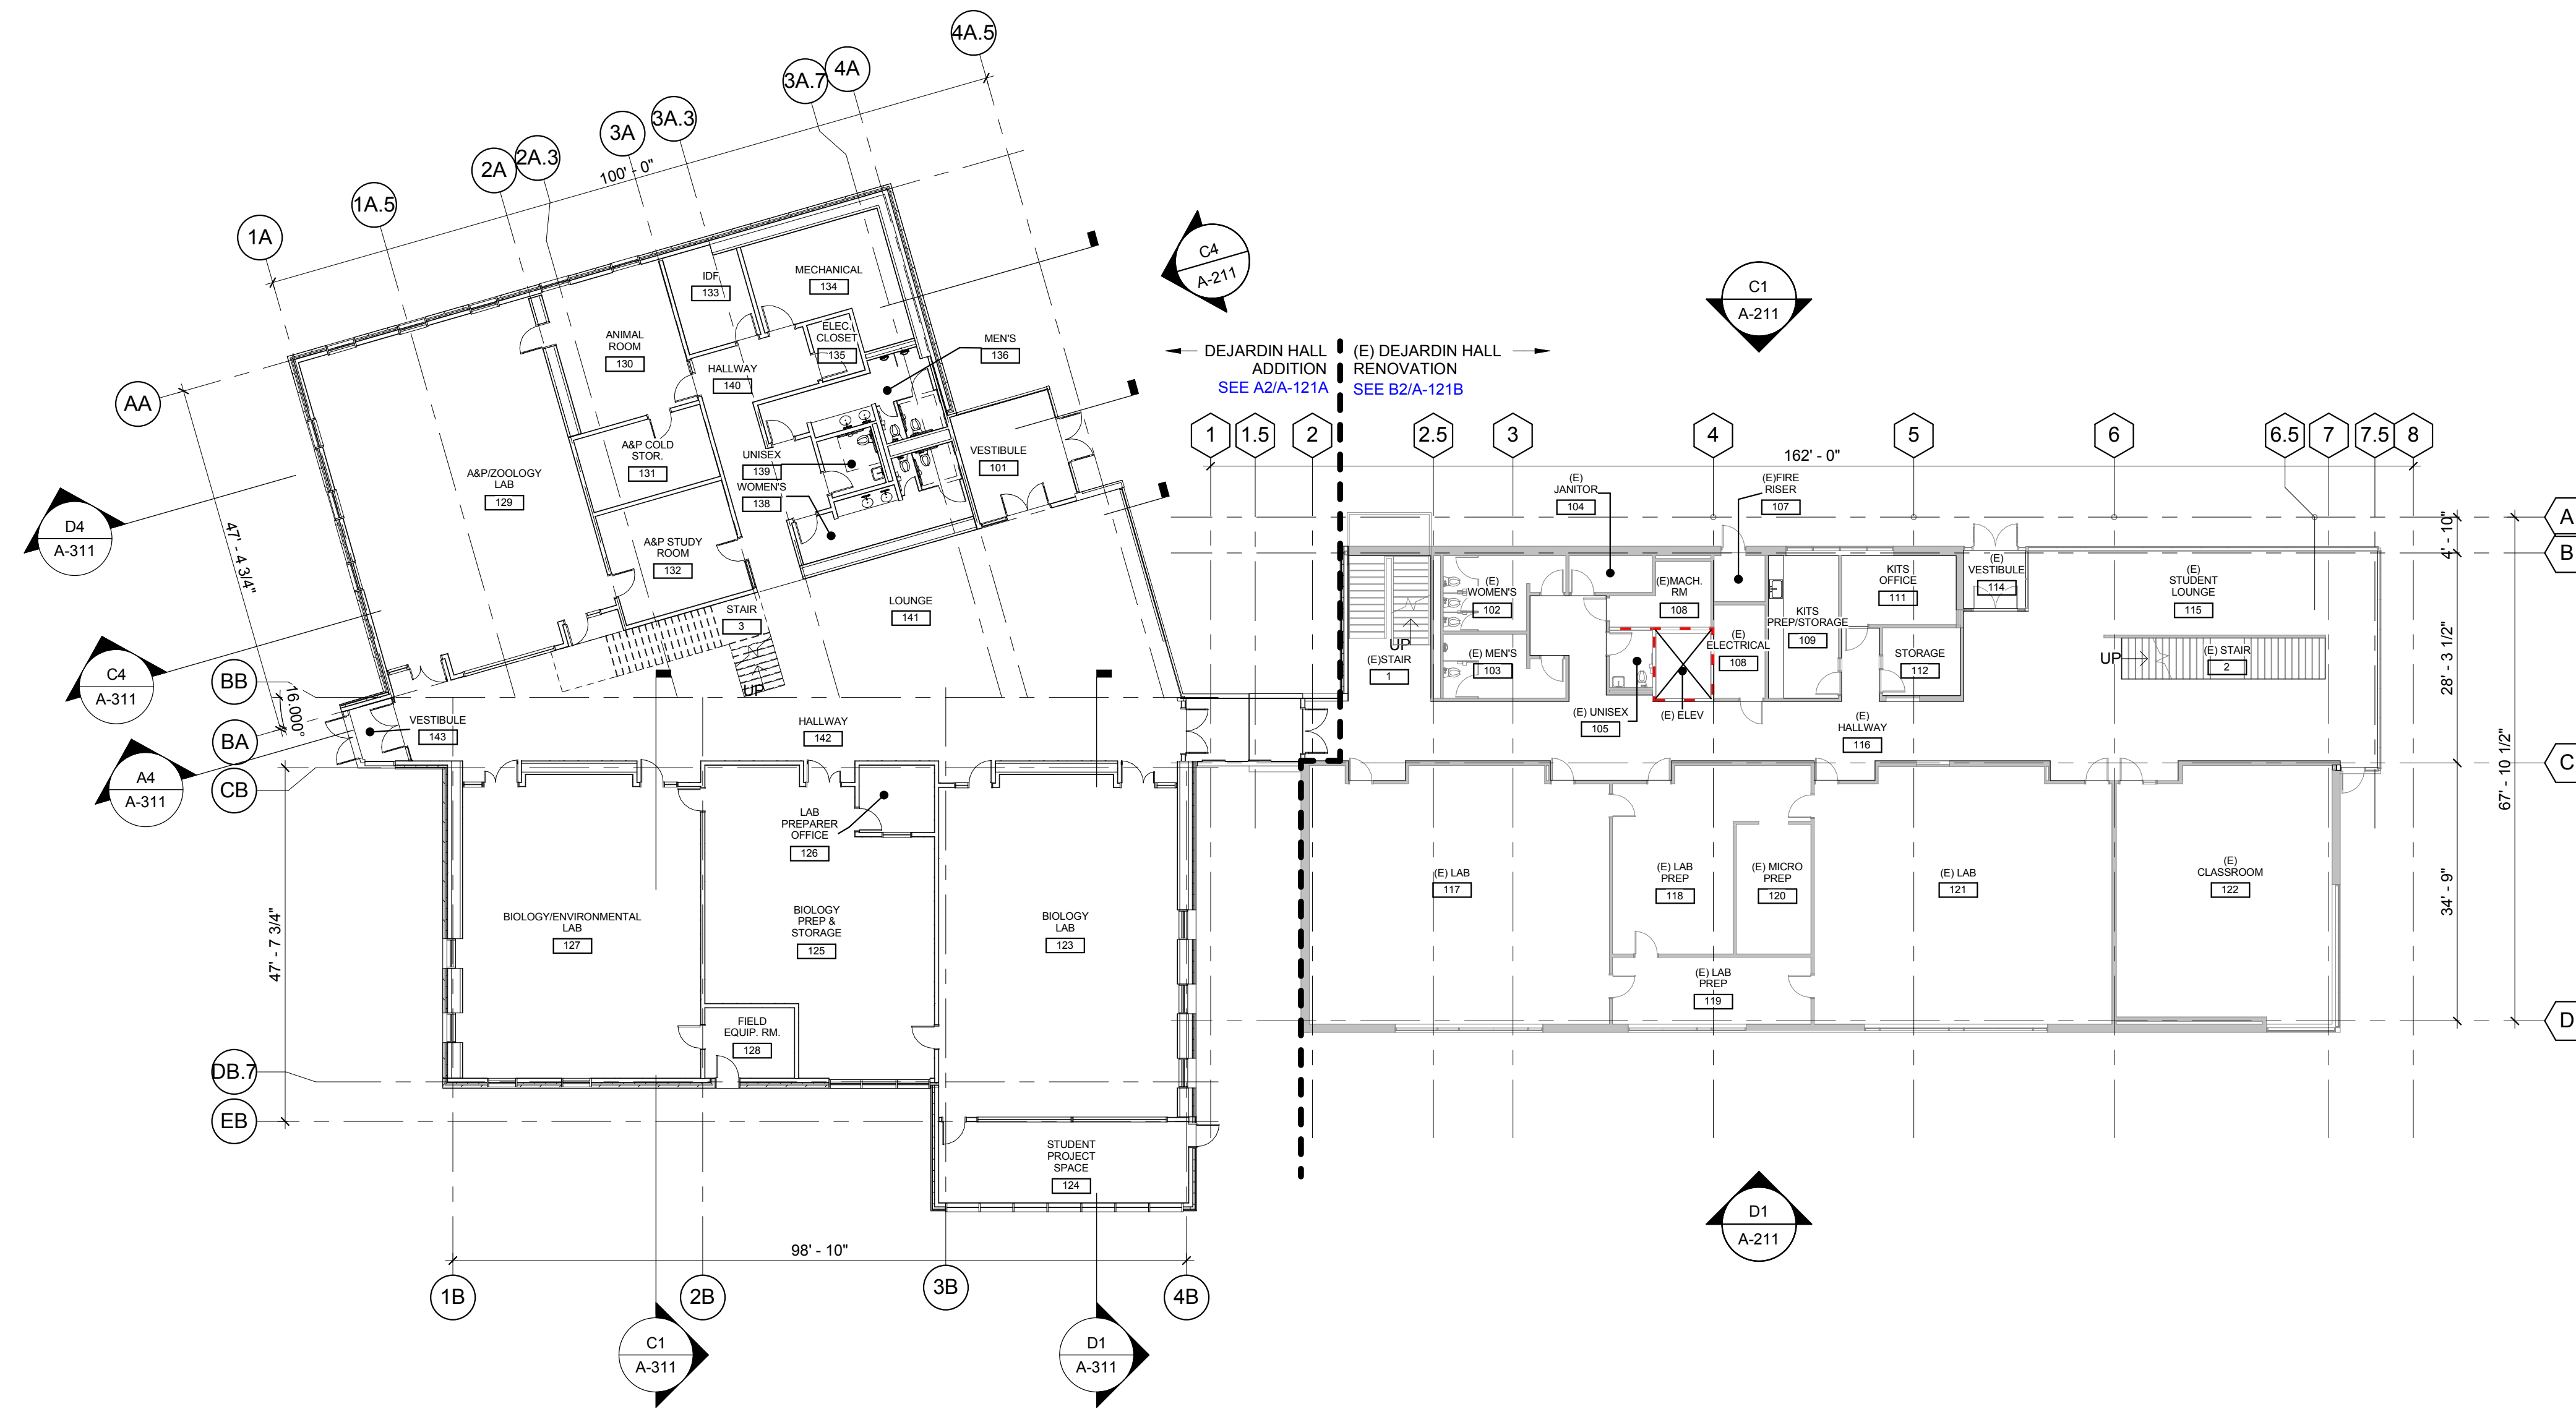 4A.5
3A.7
4A
3A.3
3A
2A.3
2A
1A.5
1A
100' - 0"
AA
47' - 4 3/4"
BB
BA
16.000°
CB
47' - 7 3/4"
DB.7
EB
D4
A-311
C4
A-311
A4
A-311
IDF
133
MECHANICAL
134
ELEC.
CLOSET
135
MEN'S
136
ANIMAL
ROOM
130
HALLWAY
140
A&P COLD
STOR.
131
UNISEX
139
WOMEN'S
138
VESTIBULE
101
A&P/ZOOLOGY
LAB
129
A&P STUDY
ROOM
132
STAIR
3
UP
LOUNGE
141
VESTIBULE
143
HALLWAY
142
LAB
PREPARER
OFFICE
126
BIOLOGY/ENVIRONMENTAL
LAB
127
BIOLOGY
PREP &
STORAGE
125
BIOLOGY
LAB
123
FIELD
EQUIP. RM.
128
STUDENT
PROJECT
SPACE
124
98' - 10"
1B
2B
3B
4B
C1
A-311
D1
A-311
C4
A-211
C1
A-211
DEJARDIN HALL
ADDITION
SEE A2/A-121A
(E) DEJARDIN HALL
RENOVATION
SEE B2/A-121B
1
1.5
2
2.5
3
4
5
6
6.5
7
7.5
8
162' - 0"
(E)
JANITOR
104
(E)FIRE
RISER
107
(E)
WOMEN'S
102
(E)MACH.
RM
108
KITS
OFFICE
111
(E)
VESTIBULE
114
(E)
STUDENT
LOUNGE
115
KITS
PREP/STORAGE
109
(E)
ELECTRICAL
108
UP
(E)STAIR
1
(E) MEN'S
103
STORAGE
112
UP
(E) STAIR
2
(E) UNISEX
105
(E) ELEV
(E)
HALLWAY
116
(E) LAB
117
(E) LAB
PREP
118
(E) MICRO
PREP
120
(E) LAB
121
(E)
CLASSROOM
122
(E) LAB
PREP
119
D1
A-211
A
B
C
D
4' - 10"
28' - 3 1/2"
34' - 9"
67' - 10 1/2"